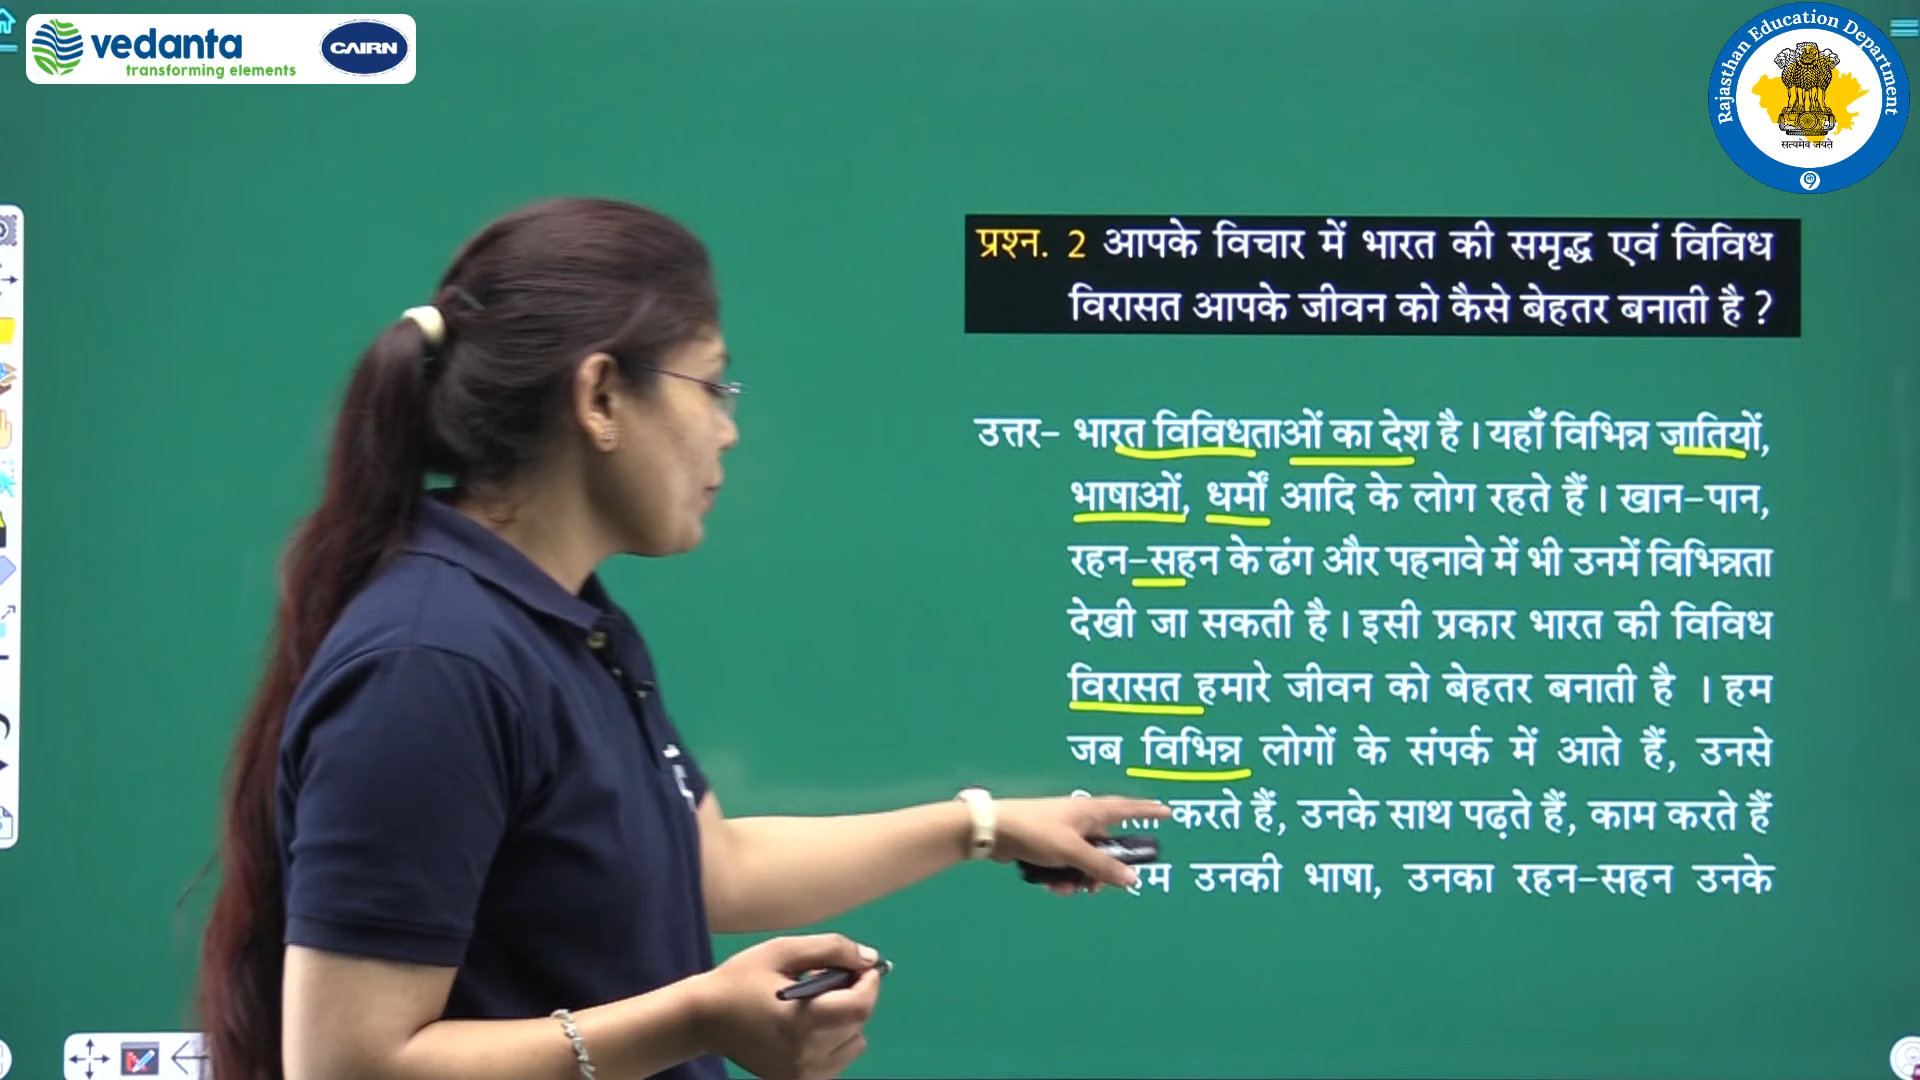 vedanta
transforming elements
CAIRN
Rajasthan Education Department
सत्यमेव जयते
प्रश्न. 2 आपके विचार में भारत की समृद्ध एवं विविध
विरासत आपके जीवन को कैसे बेहतर बनाती है ?
उत्तर– भारत विविधताओं का देश है । यहाँ विभिन्न जातियों,
भाषाओं, धर्मों आदि के लोग रहते हैं । खान–पान,
रहन–सहन के ढंग और पहनावे में भी उनमें विभिन्नता
देखी जा सकती है । इसी प्रकार भारत की विविध
विरासत हमारे जीवन को बेहतर बनाती है । हम
जब विभिन्न लोगों के संपर्क में आते हैं, उनसे
करते हैं, उनके साथ पढ़ते हैं, काम करते हैं
हम उनकी भाषा, उनका रहन–सहन उनके